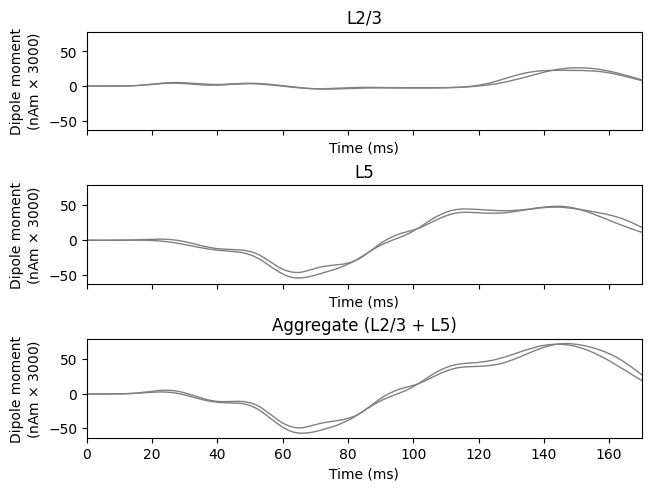 L2/3
Dipole moment
(nAm × 3000)
50
0
−50
Time (ms)
L5
Dipole moment
(nAm × 3000)
50
0
−50
Time (ms)
Aggregate (L2/3 + L5)
Dipole moment
(nAm × 3000)
50
0
−50
0 20 40 60 80 100 120 140 160
Time (ms)